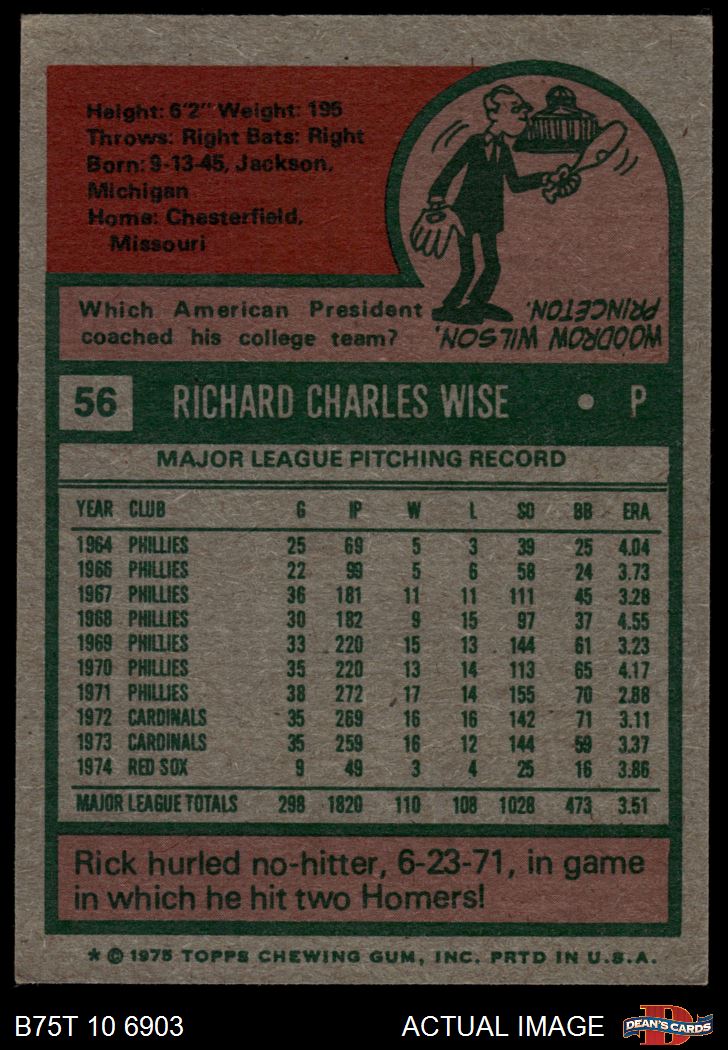 Height: 6'2" Weight: 195
Throws: Right Bats: Right
Born: 9-13-45, Jackson,
Michigan
Home: Chesterfield,
Missouri
Which American President
coached his college team?
WOODROW WILSON,
PRINCETON.
56 RICHARD CHARLES WISE • P
MAJOR LEAGUE PITCHING RECORD
YEAR CLUB G IP W L SO BB ERA
1964 PHILLIES 25 69 5 3 39 25 4.04
1966 PHILLIES 22 99 5 6 58 24 3.73
1967 PHILLIES 36 181 11 11 111 45 3.28
1968 PHILLIES 30 182 9 15 97 37 4.55
1969 PHILLIES 33 220 15 13 144 61 3.23
1970 PHILLIES 35 220 13 14 113 65 4.17
1971 PHILLIES 38 272 17 14 155 70 2.88
1972 CARDINALS 35 269 16 16 142 71 3.11
1973 CARDINALS 35 259 16 12 144 59 3.37
1974 RED SOX 9 49 3 4 25 16 3.86
MAJOR LEAGUE TOTALS 298 1820 110 108 1028 473 3.51
Rick hurled no-hitter, 6-23-71, in game
in which he hit two Homers!
* © 1975 TOPPS CHEWING GUM, INC. PRTD IN U.S.A.
B75T 10 6903 ACTUAL IMAGE D DEAN'S CARDS